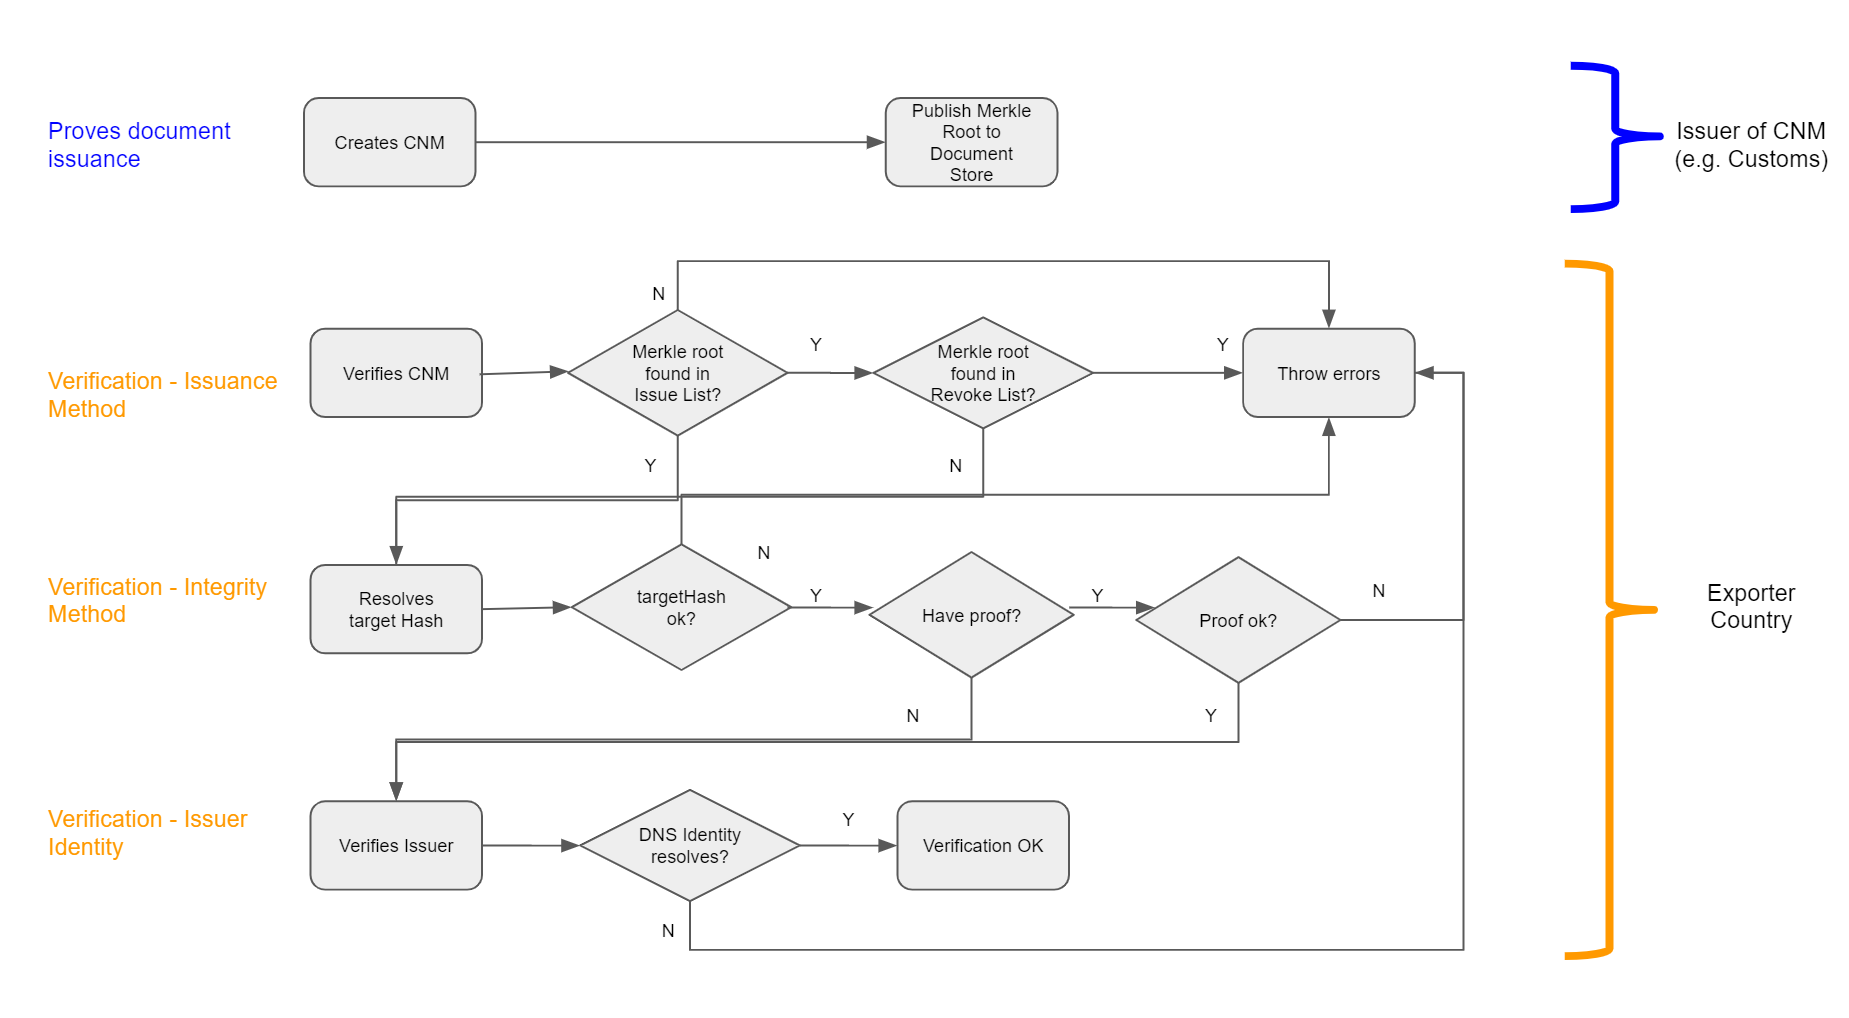 Proves document
issuance
Creates CNM
Publish Merkle
Root to
Document
Store
Issuer of CNM
(e.g. Customs)
Verification - Issuance
Method
Verifies CNM
N
Merkle root
found in
Issue List?
Y
Y
Merkle root
found in
Revoke List?
Y
N
Throw errors
Verification - Integrity
Method
Resolves
target Hash
targetHash
ok?
N
Y
Have proof?
Y
N
Proof ok?
N
Y
Exporter
Country
Verification - Issuer
Identity
Verifies Issuer
DNS Identity
resolves?
Y
N
Verification OK